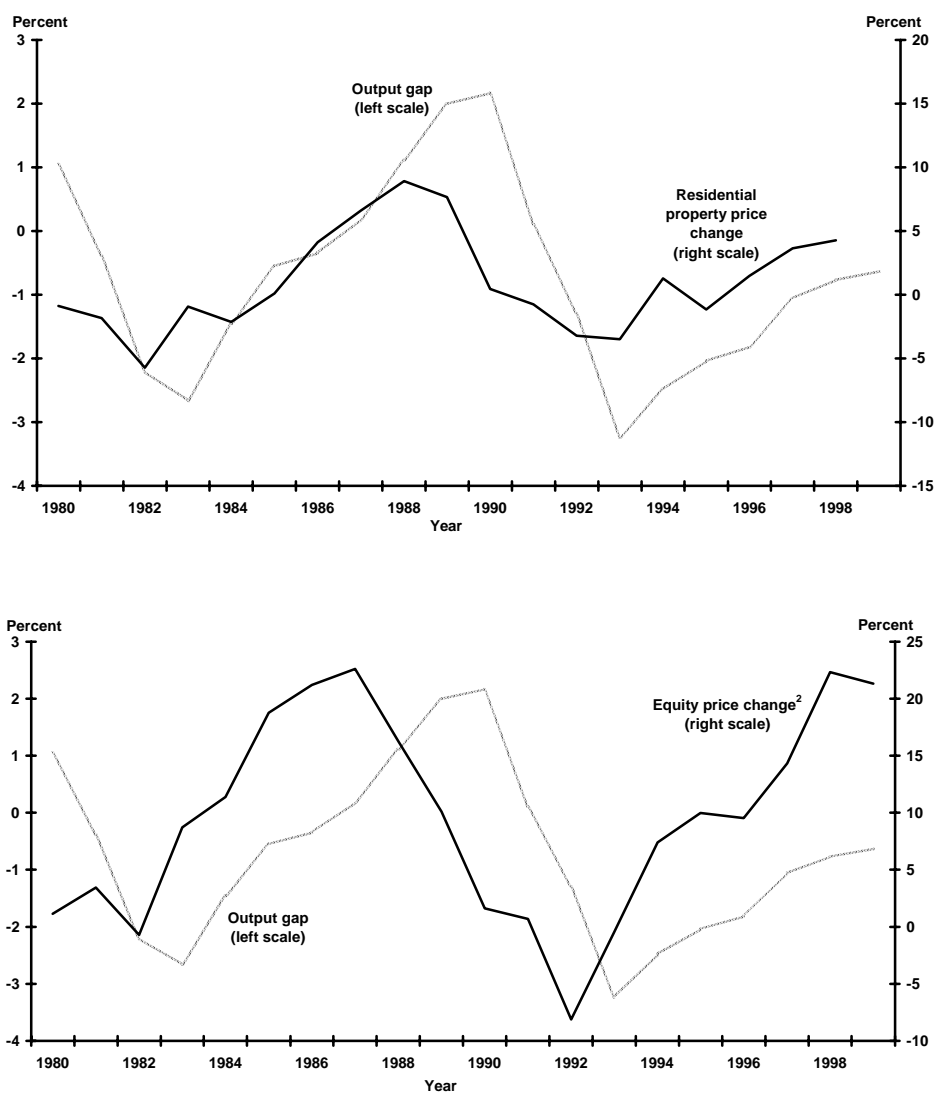 Percent Percent
3 20
Output gap
(left scale)
2 15
1 10
Residential
property price
change
(right scale)
0 5
-1 0
-2 -5
-3 -10
-4 -15
1980 1982 1984 1986 1988 1990 1992 1994 1996 1998
Year
Percent Percent
3 25
2 20
Equity price change2
(right scale)
1 15
0 10
-1 5
Output gap
(left scale)
-2 0
-3 -5
-4 -10
1980 1982 1984 1986 1988 1990 1992 1994 1996 1998
Year